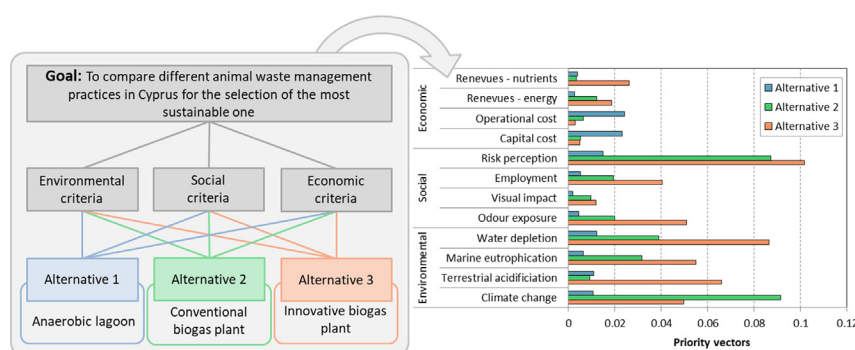 Goal: To compare different animal waste management
practices in Cyprus for the selection of the most
sustainable one
Environmental
criteria
Social
criteria
Economic
criteria
Alternative 1
Alternative 2
Alternative 3
Anaerobic lagoon
Conventional
biogas plant
Innovative biogas
plant
Economic
Social
Environmental
Renevues - nutrients
Renevues - energy
Operational cost
Capital cost
Risk perception
Employment
Visual impact
Odour exposure
Water depletion
Marine eutrophication
Terrestrial acidificiation
Climate change
Alternative 1
Alternative 2
Alternative 3
0 0.02 0.04 0.06 0.08 0.1 0.12
Priority vectors